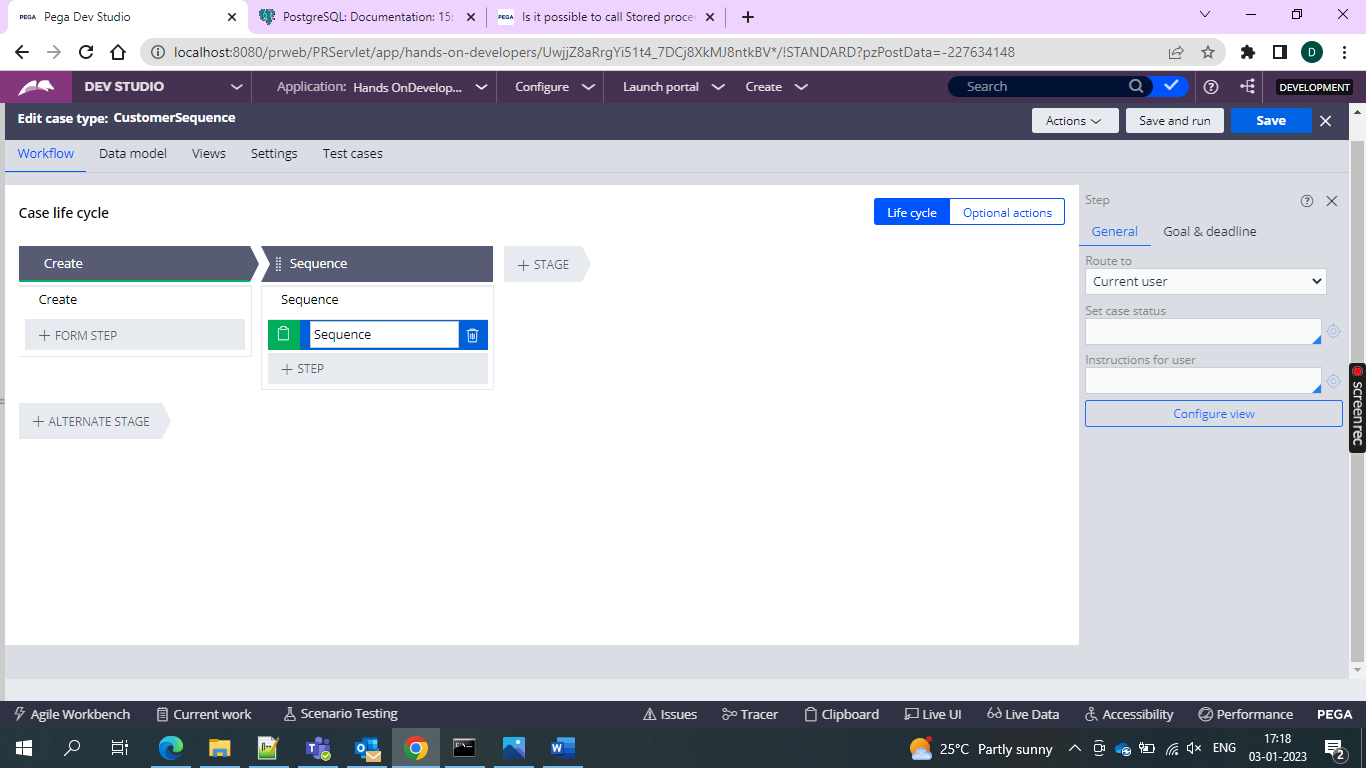 PEGA Pega Dev Studio
PostgreSQL: Documentation: 15:
PEGA Is it possible to call Stored proce
localhost:8080/prweb/PRServlet/app/hands-on-developers/UwjjZ8aRrgYi51t4_7DCj8XkMJ8ntkBV*/!STANDARD?pzPostData=-227634148
D
DEV STUDIO
Application: Hands OnDevelop...
Configure
Launch portal
Create
Search
DEVELOPMENT
Edit case type: CustomerSequence
Actions
Save and run
Save
Workflow
Data model
Views
Settings
Test cases
Case life cycle
Life cycle
Optional actions
Create
Sequence
+ STAGE
Create
Sequence
+ FORM STEP
Sequence
+ STEP
+ ALTERNATE STAGE
Step
General
Goal & deadline
Route to
Current user
Set case status
Instructions for user
Configure view
screenrec
Agile Workbench
Current work
Scenario Testing
Issues
Tracer
Clipboard
Live UI
Live Data
Accessibility
Performance
PEGA
25°C Partly sunny
ENG
17:18
03-01-2023
2